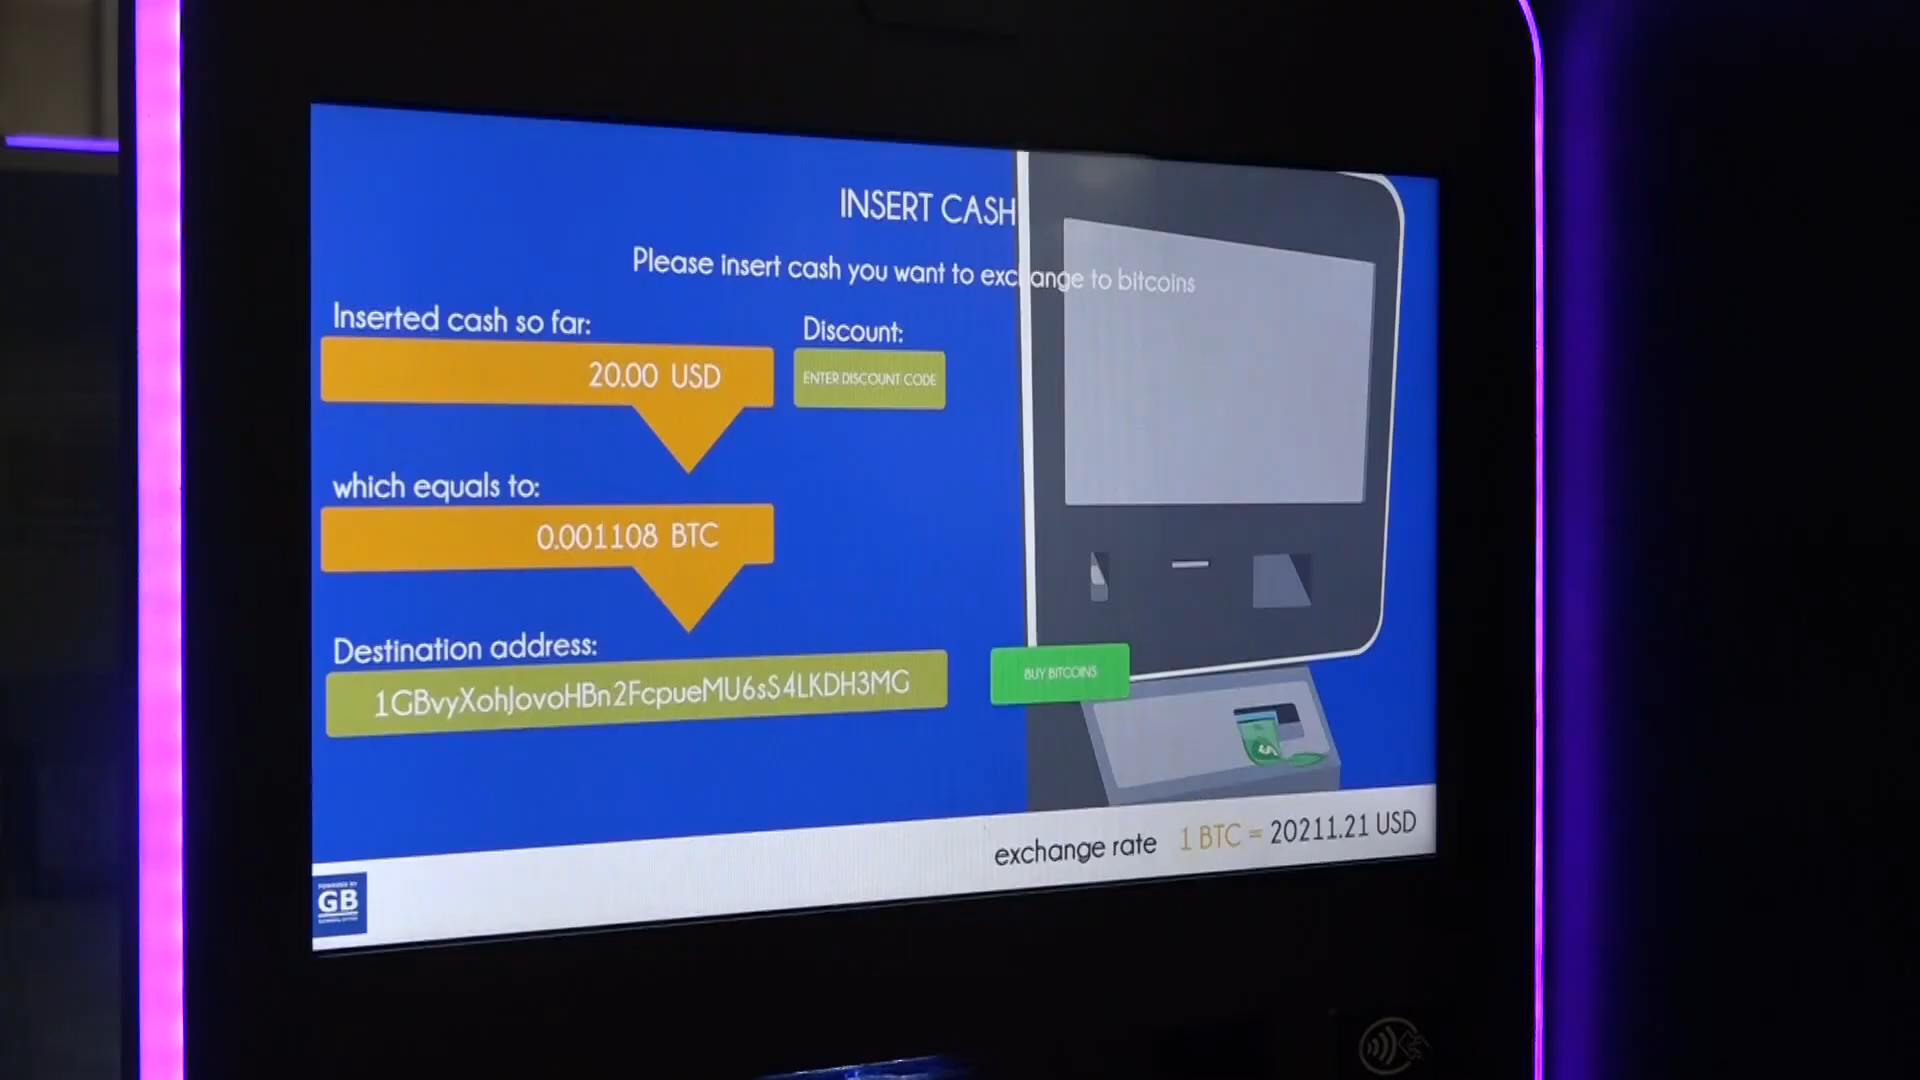 INSERT CASH
Please insert cash you want to exchange to bitcoins
Inserted cash so far:
20.00 USD
Discount:
ENTER DISCOUNT CODE
which equals to:
0.001108 BTC
Destination address:
1GBvyXohJovoHBn2FcpueMU6sS4LKDH3MG
BUY BITCOINS
exchange rate 1 BTC = 20211.21 USD
POWERED BY
GB